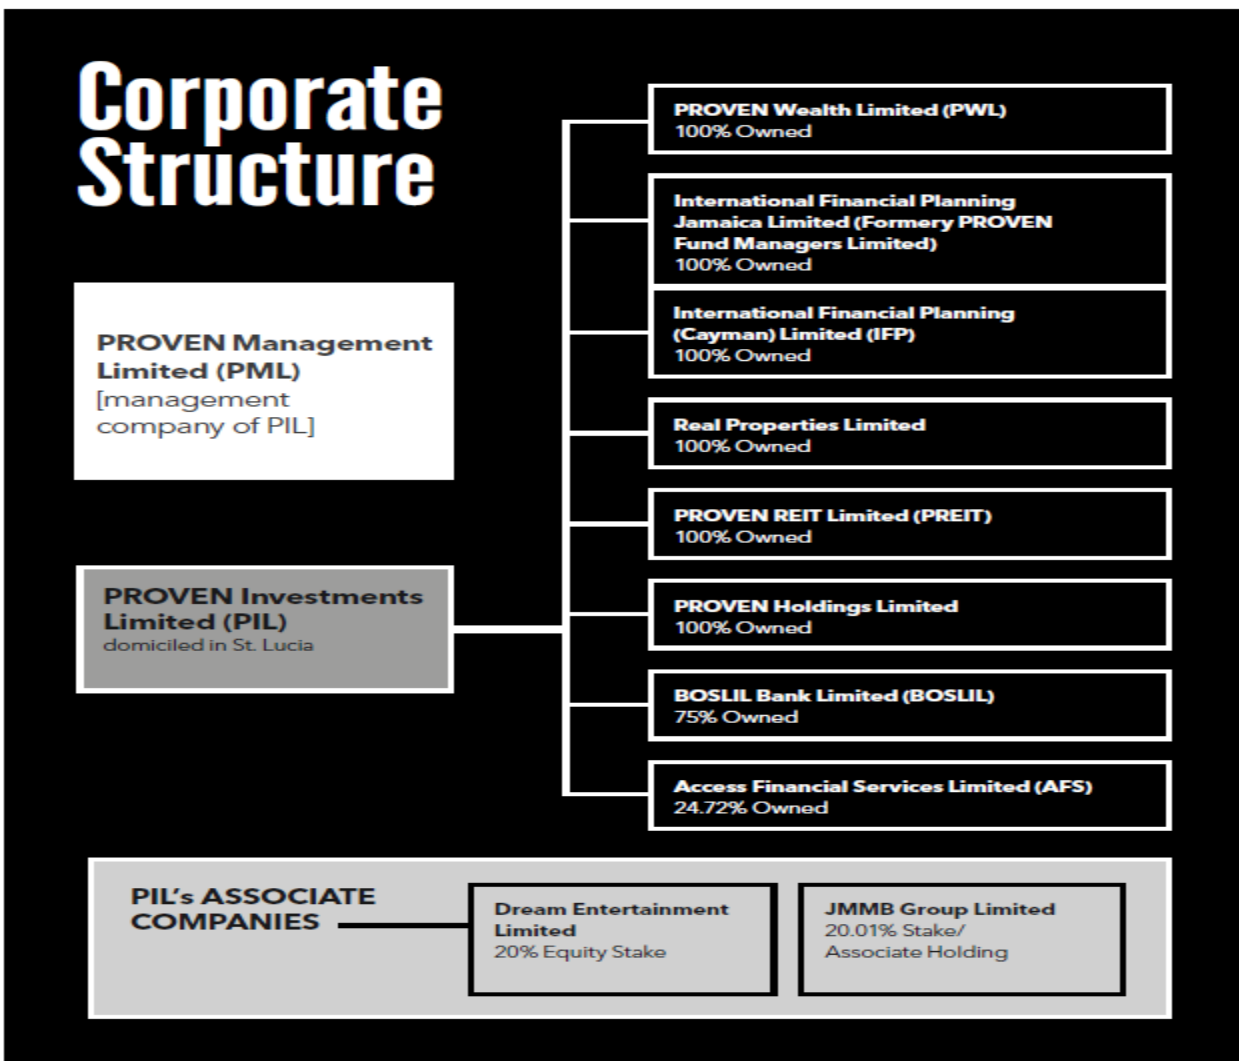 Corporate
Structure
PROVEN Management
Limited (PML)
[management
company of PIL]
PROVEN Investments
Limited (PIL)
domiciled in St. Lucia
PROVEN Wealth Limited (PWL)
100% Owned
International Financial Planning
Jamaica Limited (Formery PROVEN
Fund Managers Limited)
100% Owned
International Financial Planning
(Cayman) Limited (IFP)
100% Owned
Real Properties Limited
100% Owned
PROVEN REIT Limited (PREIT)
100% Owned
PROVEN Holdings Limited
100% Owned
BOSLIL Bank Limited (BOSLIL)
75% Owned
Access Financial Services Limited (AFS)
24.72% Owned
PIL's ASSOCIATE
COMPANIES
Dream Entertainment
Limited
20% Equity Stake
JMMB Group Limited
20.01% Stake/
Associate Holding